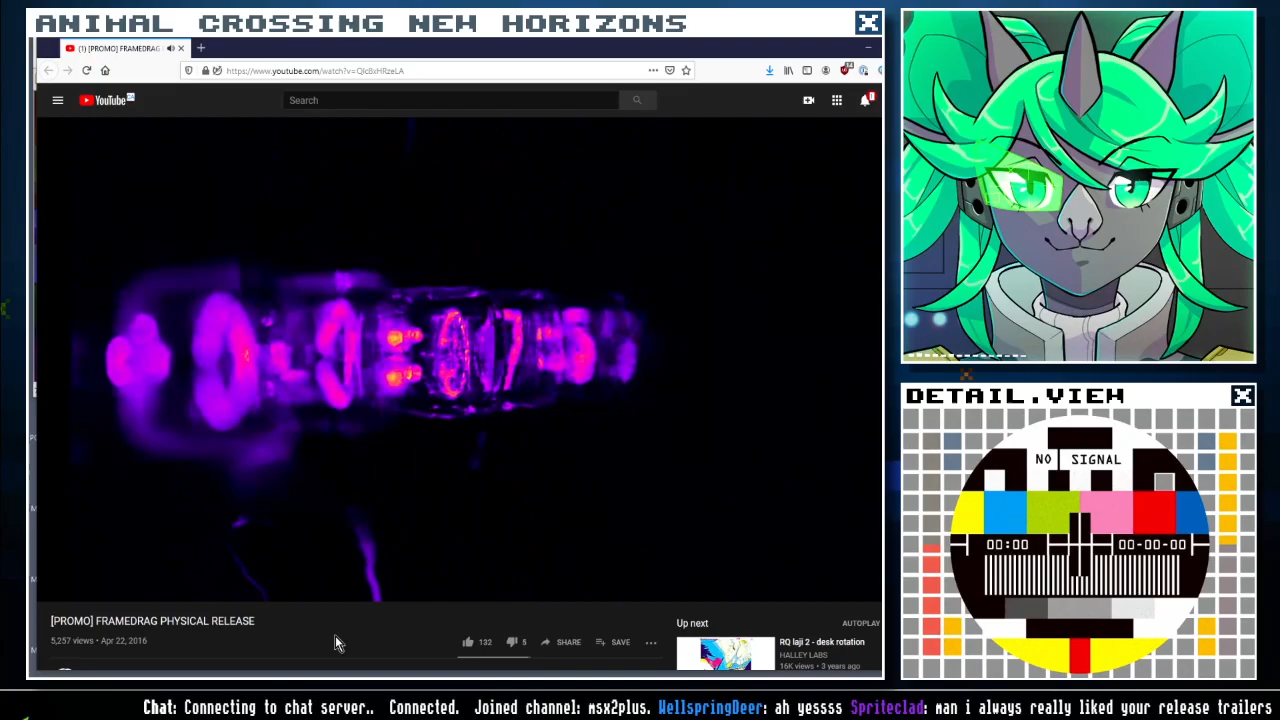 ANIMAL CROSSING NEW HORIZONS
(1) [PROMO] FRAMEDRAG
https://www.youtube.com/watch?v=QIcBxHRzeLA
YouTube
Search
[PROMO] FRAMEDRAG PHYSICAL RELEASE
5,257 views • Apr 22, 2016
132
5
SHARE
SAVE
Up next
AUTOPLAY
RQ laji 2 - desk rotation
HALLEY LABS
16K views • 3 years ago
DETAIL.VIEW
NO SIGNAL
00:00
00-00-00
Chat: Connecting to chat server.. Connected. Joined channel: msx2plus. WellspringDeer: ah yessss Spriteclad: man i always really liked your release trailers